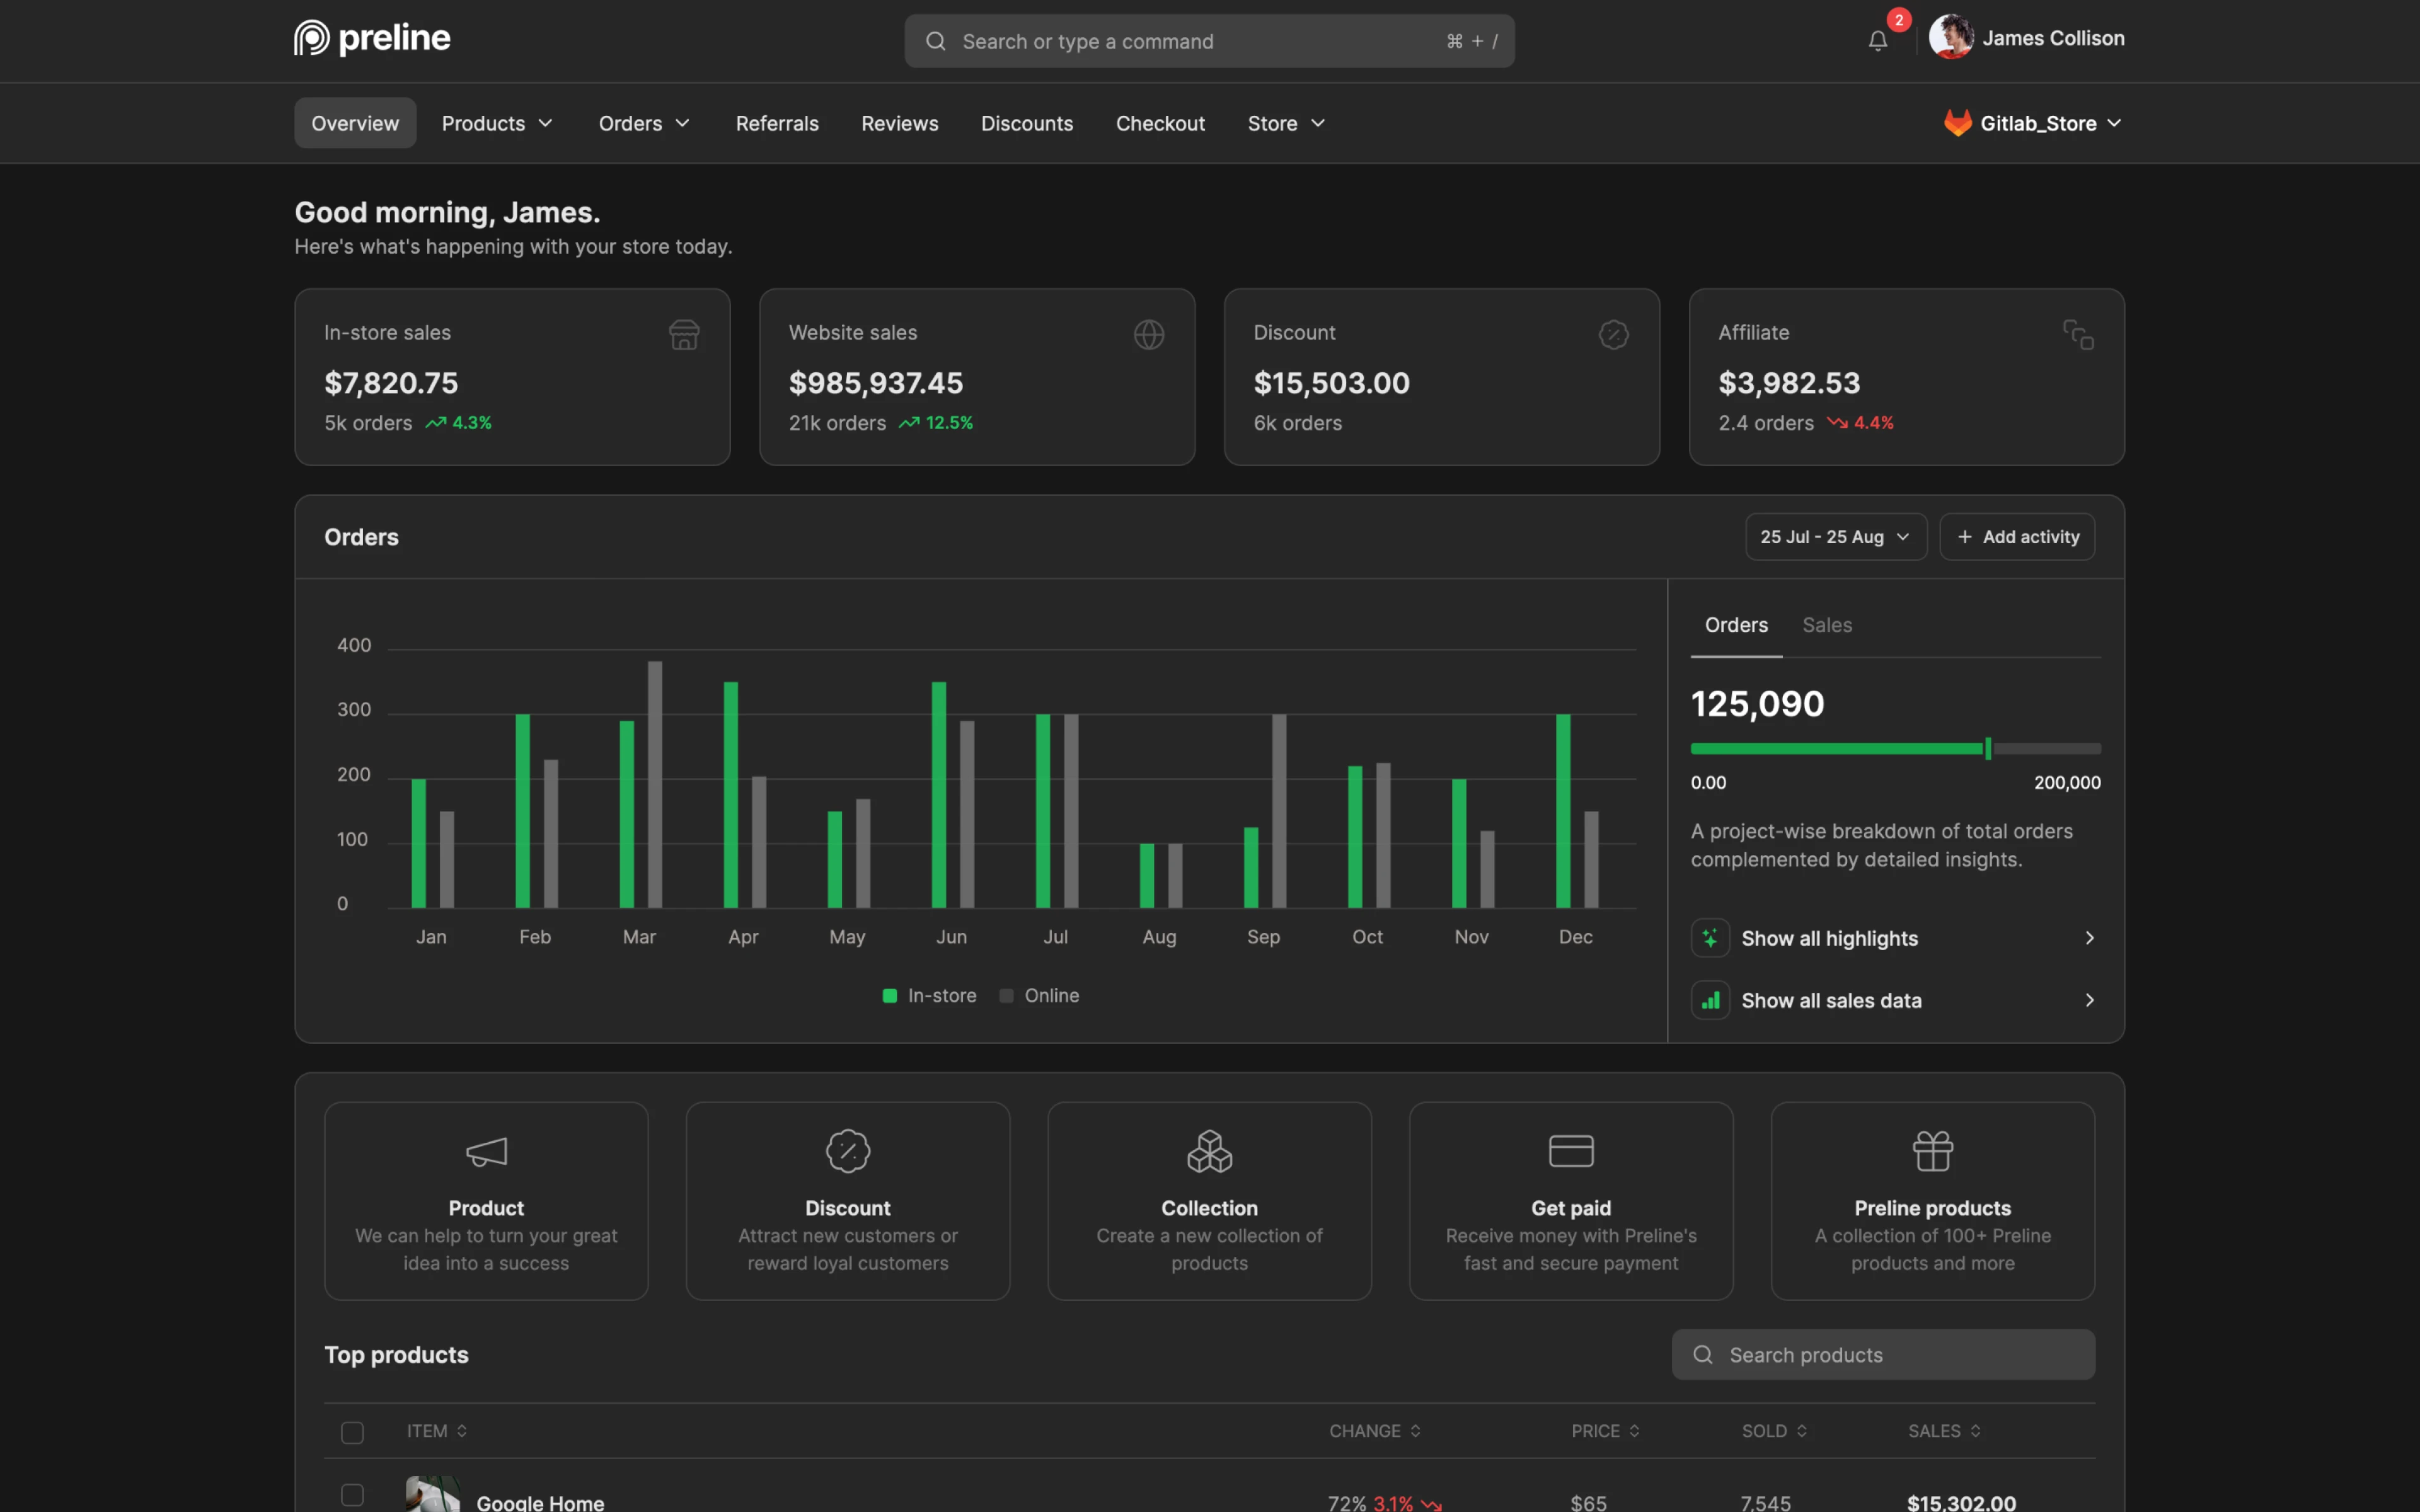 preline
Search or type a command ⌘ + /
2
James Collison
Overview Products Orders Referrals Reviews Discounts Checkout Store
Gitlab_Store
Good morning, James.
Here's what's happening with your store today.
In-store sales
$7,820.75
5k orders 4.3%
Website sales
$985,937.45
21k orders 12.5%
Discount
$15,503.00
6k orders
Affiliate
$3,982.53
2.4 orders 4.4%
Orders
25 Jul - 25 Aug
+ Add activity
400
300
200
100
0
Jan Feb Mar Apr May Jun Jul Aug Sep Oct Nov Dec
In-store Online
Orders Sales
125,090
0.00 200,000
A project-wise breakdown of total orders
complemented by detailed insights.
Show all highlights
Show all sales data
Product
We can help to turn your great
idea into a success
Discount
Attract new customers or
reward loyal customers
Collection
Create a new collection of
products
Get paid
Receive money with Preline's
fast and secure payment
Preline products
A collection of 100+ Preline
products and more
Top products
Search products
ITEM CHANGE PRICE SOLD SALES
Google Home 72% 3.1% $65 7,545 $15,302.00